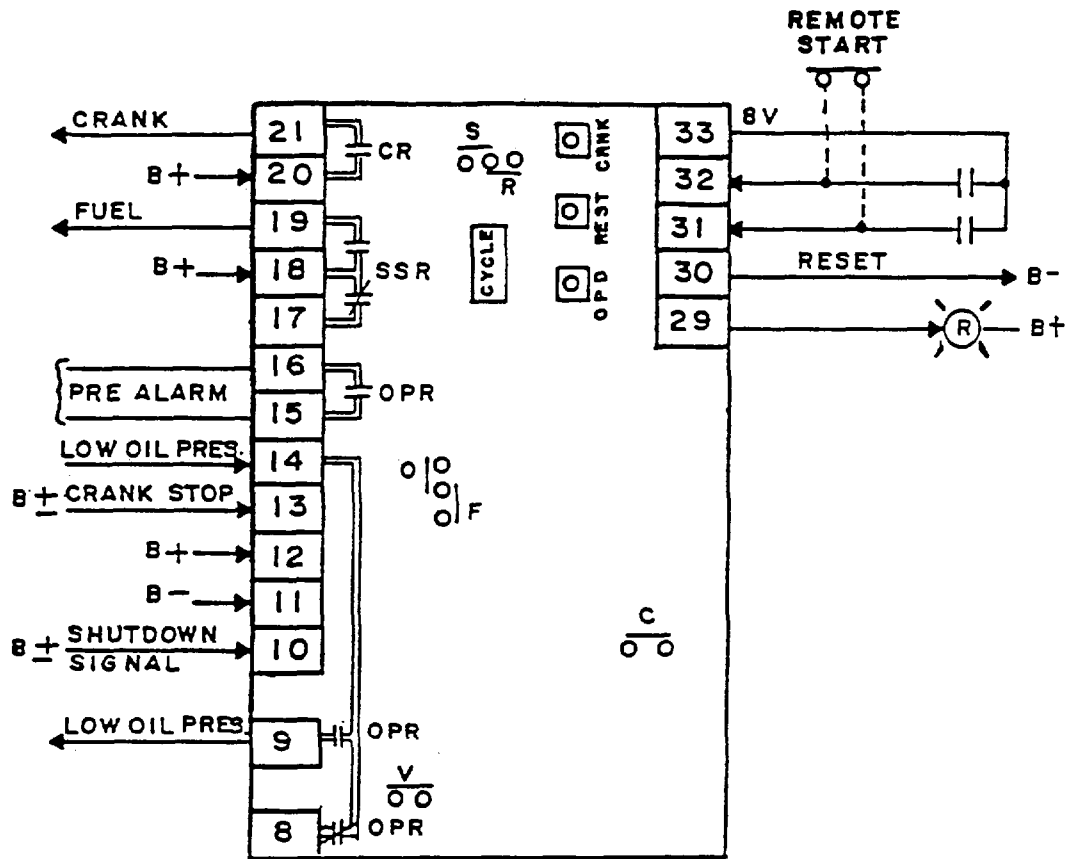 REMOTE
START
CRANK
21
CR
B+
20
FUEL
19
B+
18
SSR
17
16
PRE ALARM
OPR
15
LOW OIL PRES.
14
B± CRANK STOP
13
B+
12
B-
11
B± SHUTDOWN
SIGNAL
10
LOW OIL PRES.
9
OPR
8
OPR
S
R
CRNK
REST
OPD
CYCLE
O
F
C
V
33
8V
32
31
30
RESET
B-
29
R
B+